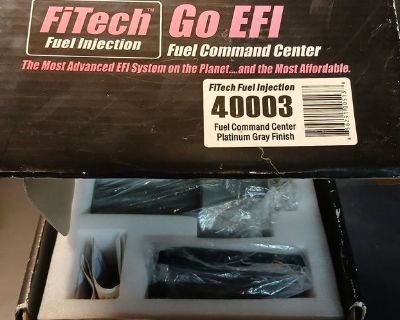 FiTech™ Go EFI
Fuel Injection Fuel Command Center
The Most Advanced EFI System on the Planet....and the Most Affordable.
FiTech Fuel Injection
40003
Fuel Command Center
Platinum Gray Finish